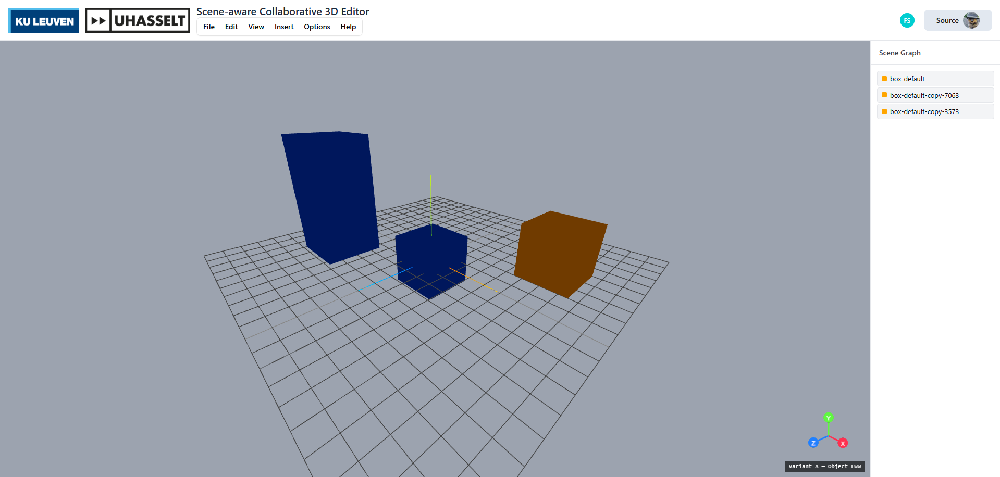 KU LEUVEN
UHASSELT
Scene-aware Collaborative 3D Editor
File Edit View Insert Options Help
FS
Source
Scene Graph
box-default
box-default-copy-7063
box-default-copy-3573
Y
Z
X
Variant A — Object LWW